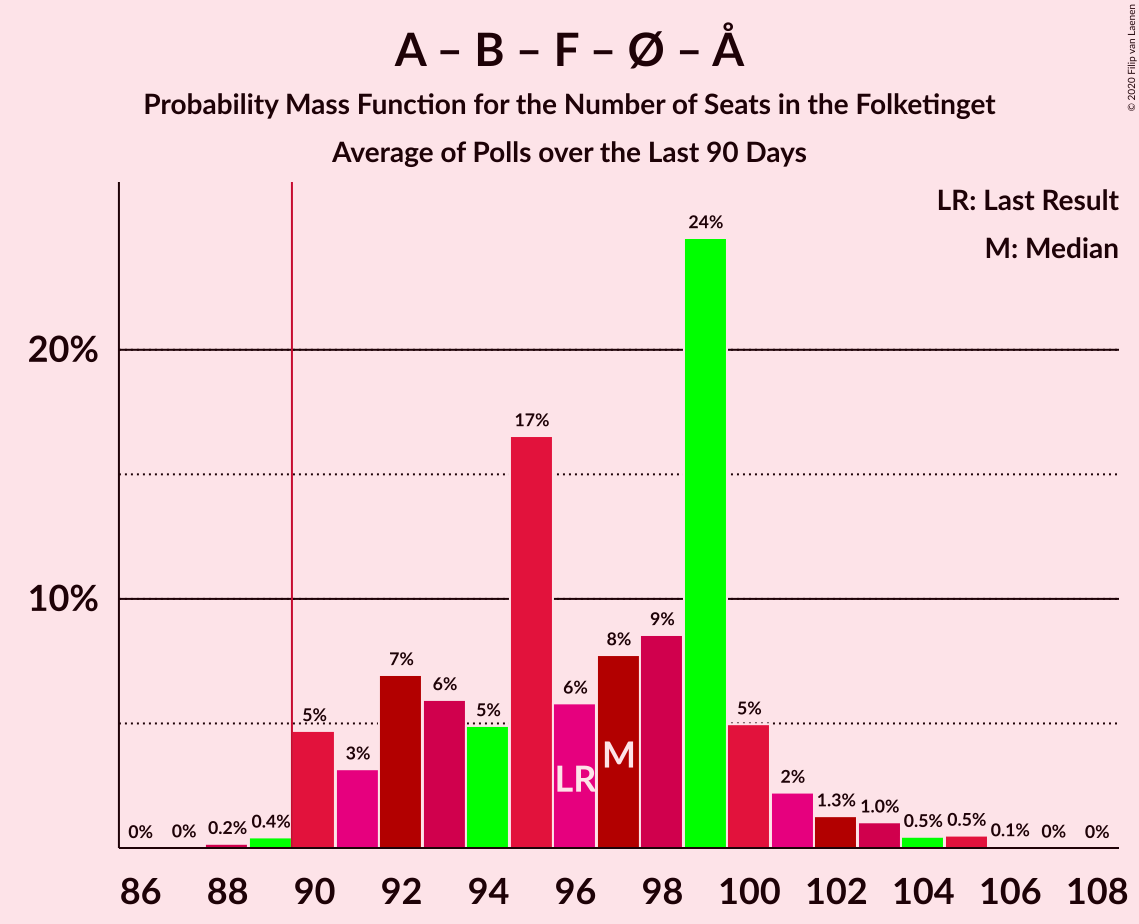 A – B – F – Ø – Å
Probability Mass Function for the Number of Seats in the Folketinget
Average of Polls over the Last 90 Days
© 2020 Filip van Laenen
LR: Last Result
M: Median
24%
20%
17%
10%
9%
8%
7%
6%
6%
5%
5%
5%
3%
2%
1.3%
1.0%
0.5%
0.5%
0.4%
0.2%
0.1%
0%
0%
0%
0%
LR
M
86 88 90 92 94 96 98 100 102 104 106 108